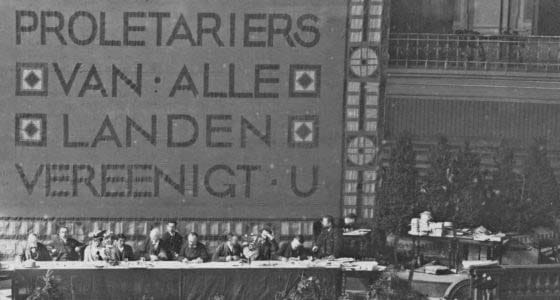 PROLETARIERS
VAN · ALLE
LANDEN
VEREENIGT · U